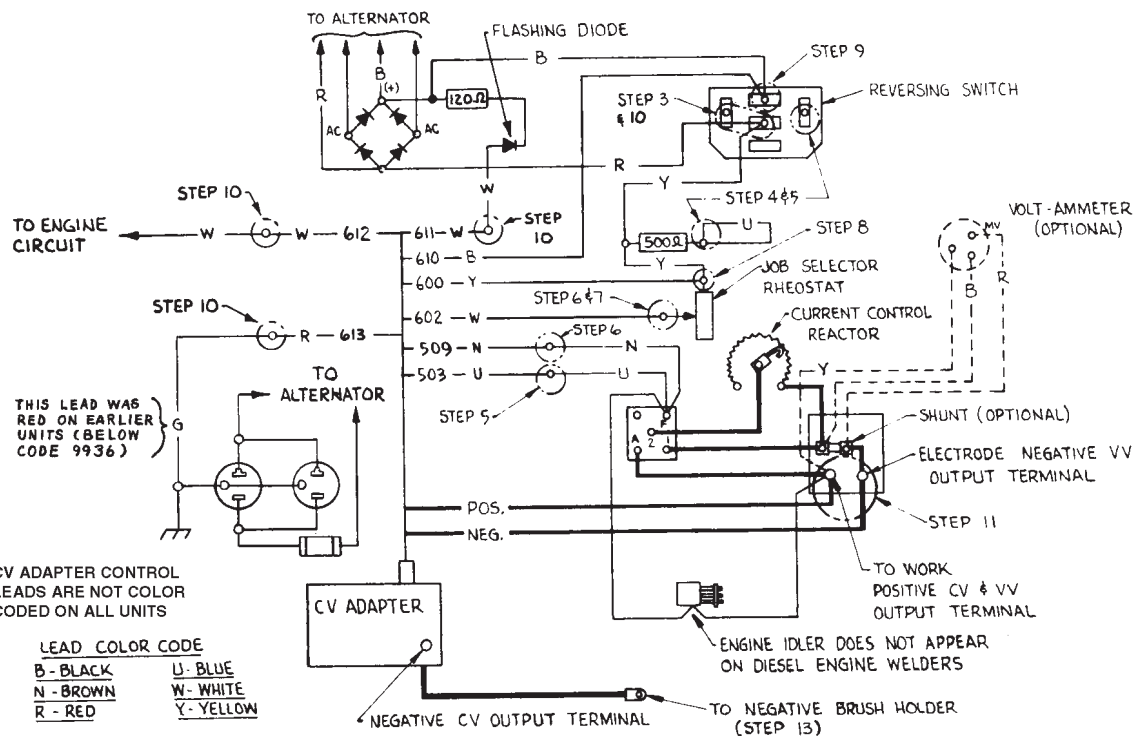 TO ALTERNATOR
FLASHING DIODE
B
STEP 9
REVERSING SWITCH
R
B
(+)
120Ω
AC
AC
STEP 3
& 10
R
W
Y
STEP 4&5
STEP 10
TO ENGINE
CIRCUIT
W
W
612
611
W
STEP
10
500Ω
U
Y
STEP 8
VOLT-AMMETER
(OPTIONAL)
MV
B
R
610
B
600
Y
JOB SELECTOR
RHEOSTAT
STEP 10
R
613
602
W
STEP 6&7
CURRENT CONTROL
REACTOR
509
N
STEP 6
N
503
U
STEP 5
U
Y
TO
ALTERNATOR
THIS LEAD WAS
RED ON EARLIER
UNITS (BELOW
CODE 9936)
G
F
2
A
1
SHUNT (OPTIONAL)
ELECTRODE NEGATIVE VV
OUTPUT TERMINAL
STEP 11
POS.
NEG.
TO WORK
POSITIVE CV & VV
OUTPUT TERMINAL
CV ADAPTER CONTROL
LEADS ARE NOT COLOR
CODED ON ALL UNITS
CV ADAPTER
ENGINE IDLER DOES NOT APPEAR
ON DIESEL ENGINE WELDERS
LEAD COLOR CODE
B-BLACK U-BLUE
N-BROWN W-WHITE
R-RED Y-YELLOW
NEGATIVE CV OUTPUT TERMINAL
TO NEGATIVE BRUSH HOLDER
(STEP 13)